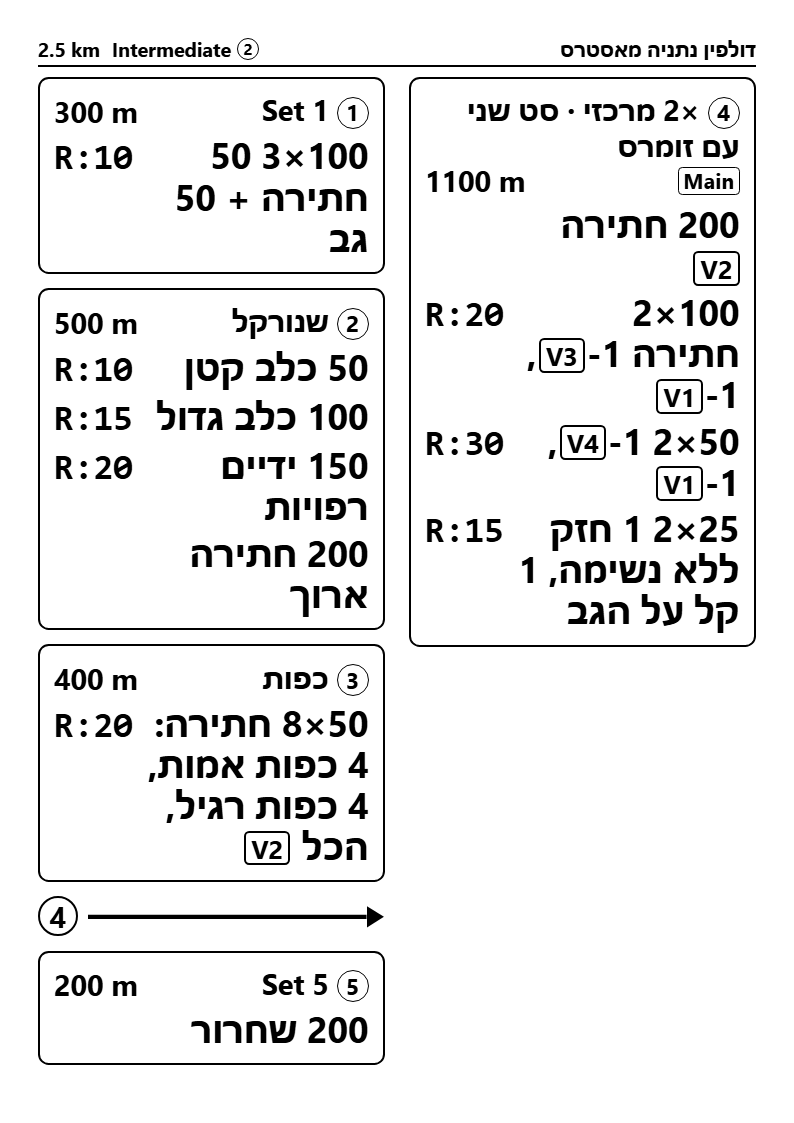 דולפין נתניה מאסטרס
2.5 km Intermediate ②
① Set 1 300 m
3×100 50 R:10
חתירה + 50
גב
② שנורקל 500 m
50 כלב קטן R:10
100 כלב גדול R:15
150 ידיים R:20
רפויות
200 חתירה
ארוך
③ כפות 400 m
8×50 חתירה: R:20
4 כפות אמות,
4 כפות רגיל,
הכל V2
④
⑤ Set 5 200 m
200 שחרור
④ ×2 מרכזי · סט שני
עם זומרס
Main 1100 m
200 חתירה
V2
2×100 R:20
חתירה 1-V3,
1-V1
2×50 1-V4, R:30
1-V1
2×25 1 חזק R:15
ללא נשימה, 1
קל על הגב